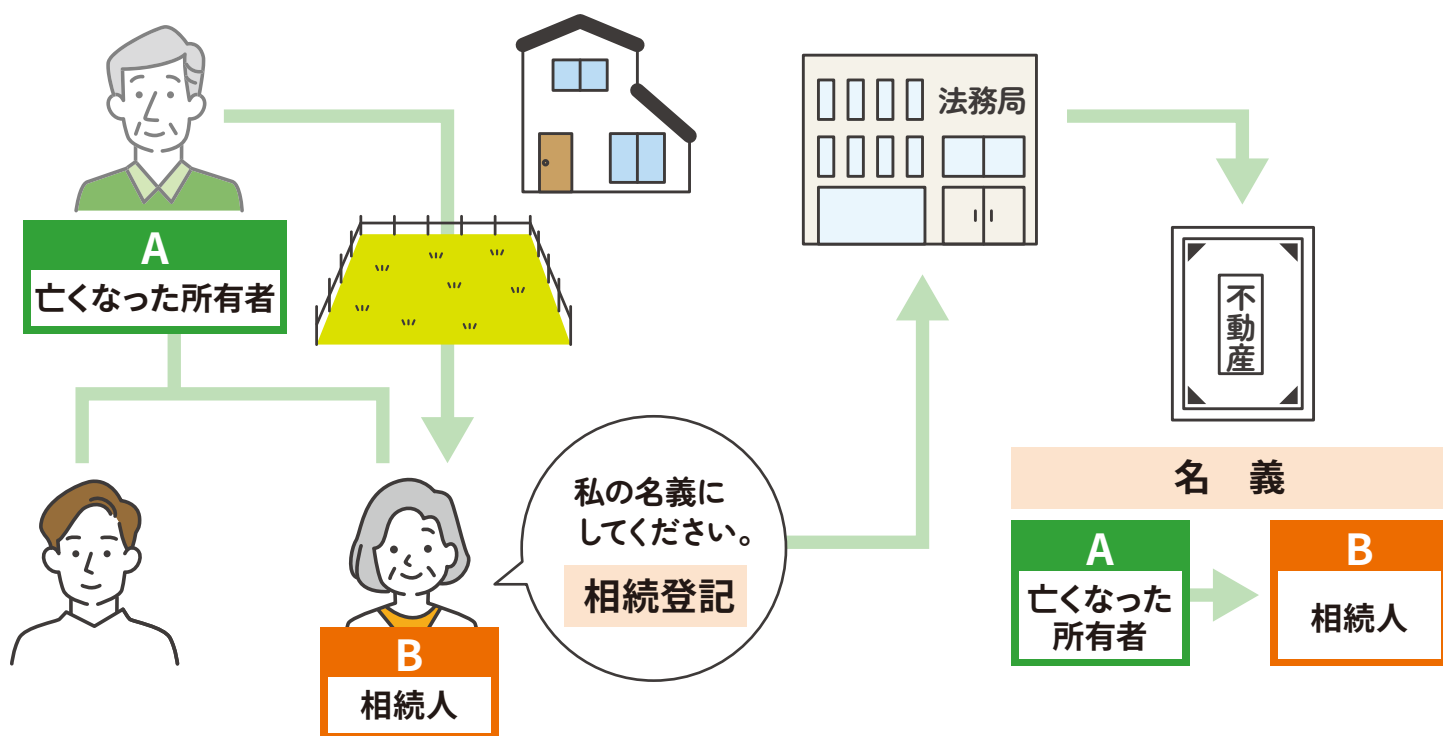 A
亡くなった所有者
私の名義に
してください。
相続登記
B
相続人
法務局
不動産
名 義
A
亡くなった
所有者
B
相続人